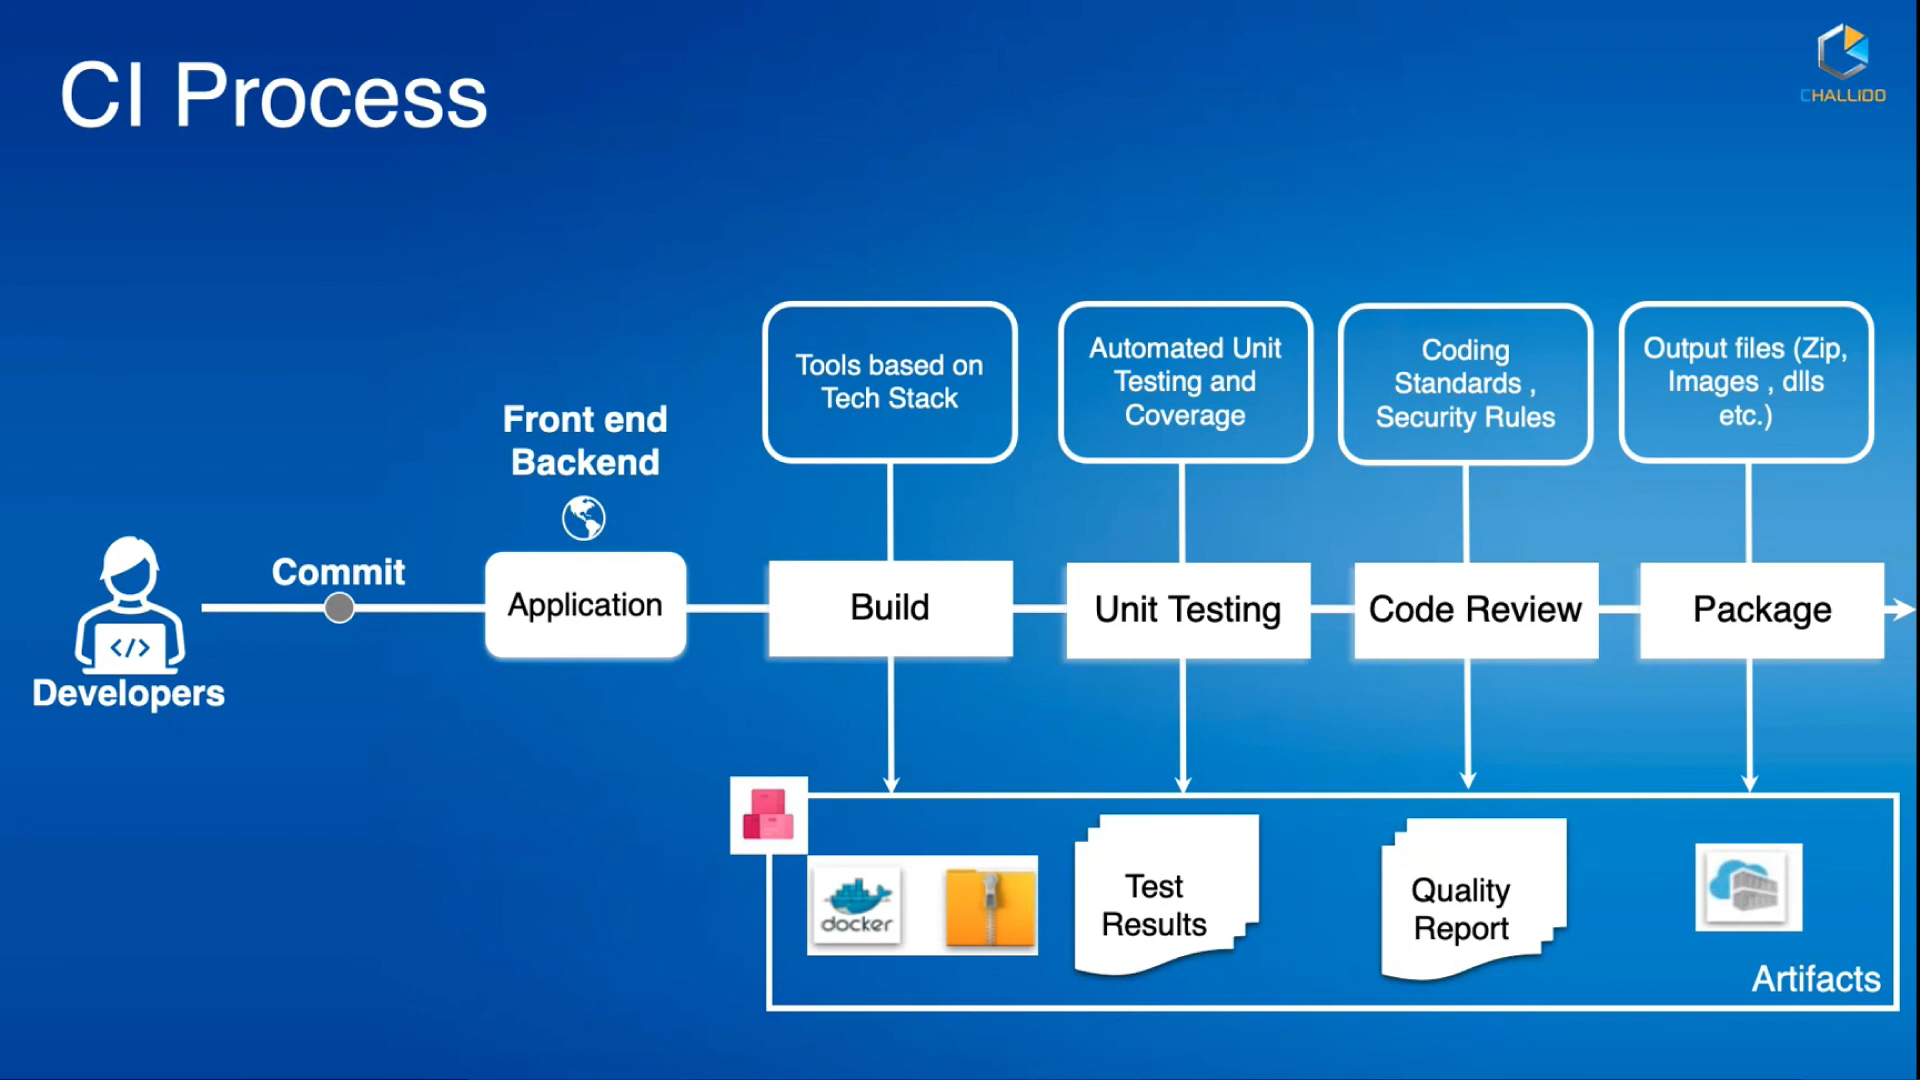 CI Process
CHALLIDO
Tools based on
Tech Stack
Automated Unit
Testing and
Coverage
Coding
Standards ,
Security Rules
Output files (Zip,
Images , dlls
etc.)
Front end
Backend
Commit
Application
Build
Unit Testing
Code Review
Package
</>
Developers
docker
Test
Results
Quality
Report
Artifacts